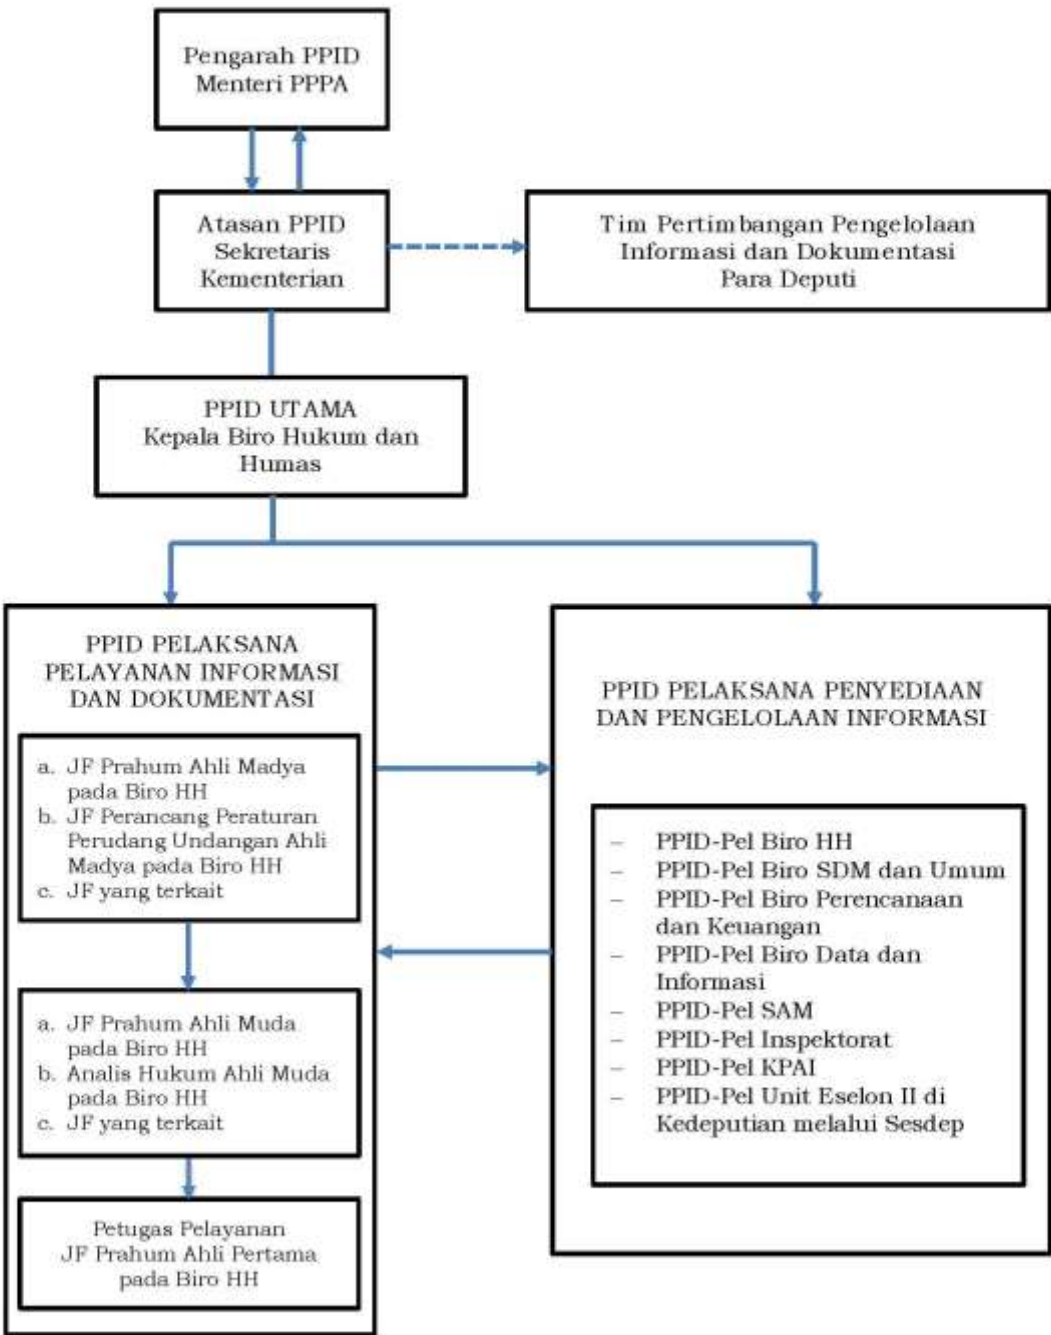 Pengarah PPID
Menteri PPPA
Atasan PPID
Sekretaris
Kementerian
Tim Pertimbangan Pengelolaan
Informasi dan Dokumentasi
Para Deputi
PPID UTAMA
Kepala Biro Hukum dan
Humas
PPID PELAKSANA
PELAYANAN INFORMASI
DAN DOKUMENTASI
a. JF Prahum Ahli Madya
pada Biro HH
b. JF Perancang Peraturan
Perudang Undangan Ahli
Madya pada Biro HH
c. JF yang terkait
a. JF Prahum Ahli Muda
pada Biro HH
b. Analis Hukum Ahli Muda
pada Biro HH
c. JF yang terkait
Petugas Pelayanan
JF Prahum Ahli Pertama
pada Biro HH
PPID PELAKSANA PENYEDIAAN
DAN PENGELOLAAN INFORMASI
– PPID-Pel Biro HH
– PPID-Pel Biro SDM dan Umum
– PPID-Pel Biro Perencanaan
dan Keuangan
– PPID-Pel Biro Data dan
Informasi
– PPID-Pel SAM
– PPID-Pel Inspektorat
– PPID-Pel KPAI
– PPID-Pel Unit Eselon II di
Kedeputian melalui Sesdep